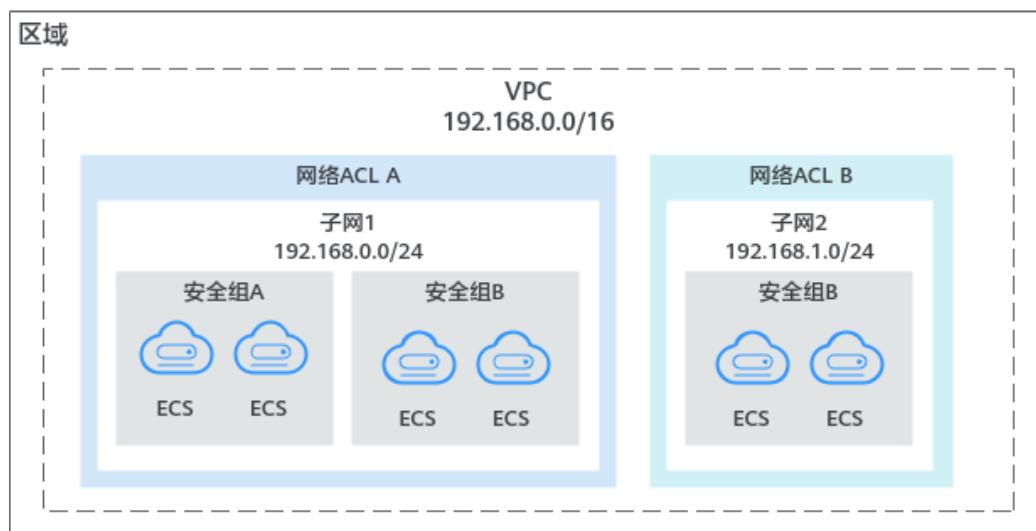 区域
VPC
192.168.0.0/16
网络ACL A
子网1
192.168.0.0/24
安全组A
ECS ECS
安全组B
ECS ECS
网络ACL B
子网2
192.168.1.0/24
安全组B
ECS ECS